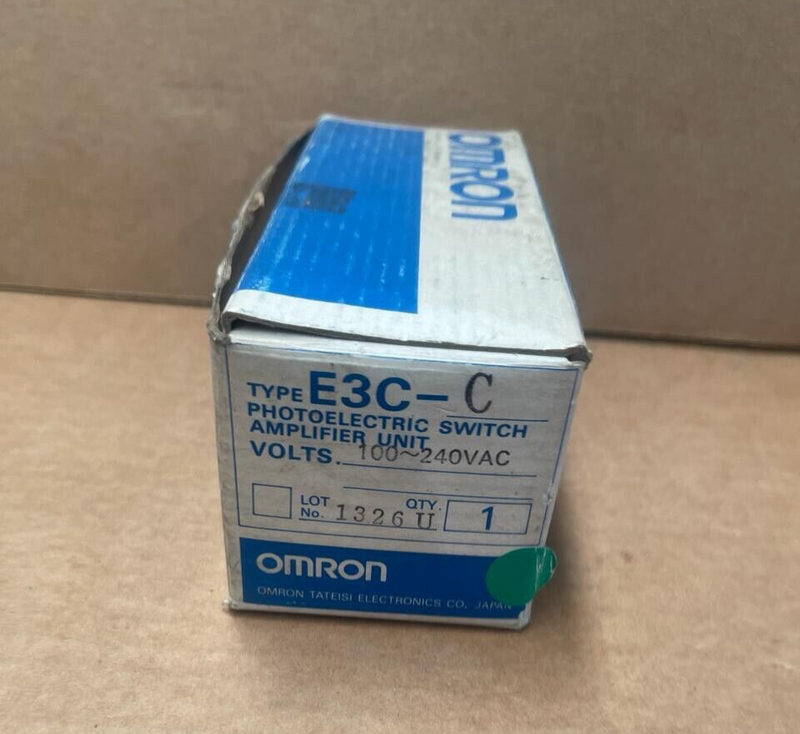 OMRON
TYPE E3C-C
PHOTOELECTRIC SWITCH
AMPLIFIER UNIT
VOLTS. 100~240VAC
LOT No. 1326U QTY. 1
OMRON
OMRON TATEISI ELECTRONICS CO. JAPAN